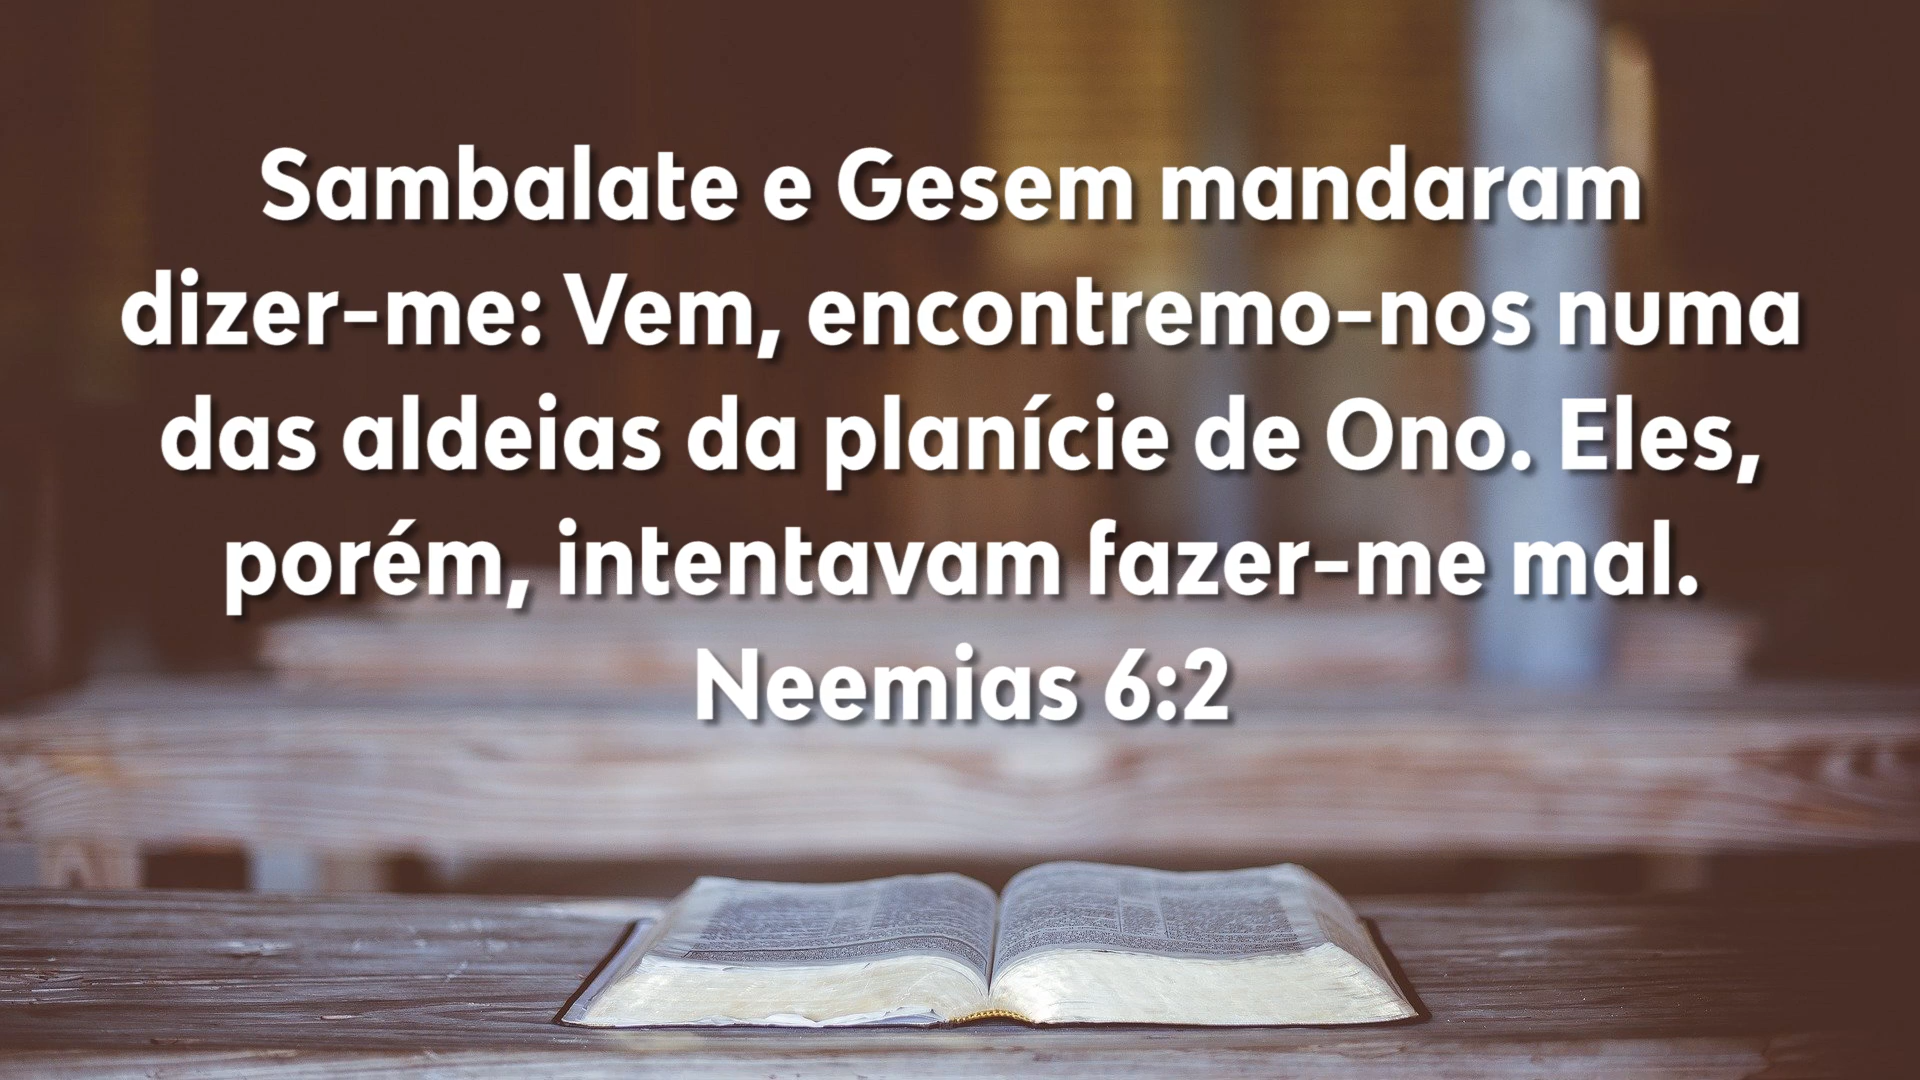 Sambalate e Gesem mandaram
dizer-me: Vem, encontremo-nos numa
das aldeias da planície de Ono. Eles,
porém, intentavam fazer-me mal.
Neemias 6:2